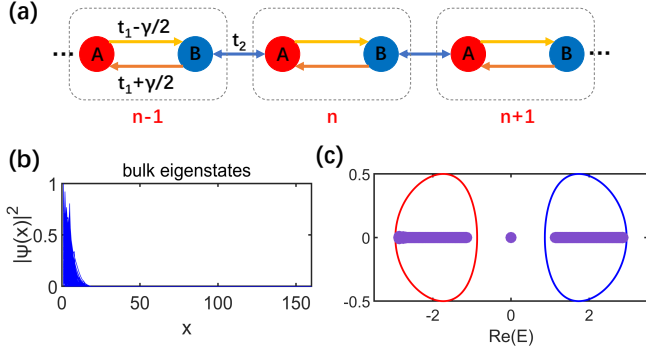 (a)
t₁-γ/2
t₂
A B A B A B
... ...
t₁+γ/2
n-1 n n+1
(b)
bulk eigenstates
|ψ(x)|²
1
0.5
0
0 50 100 150
x
(c)
0.5
0
-0.5
-2 0 2
Re(E)